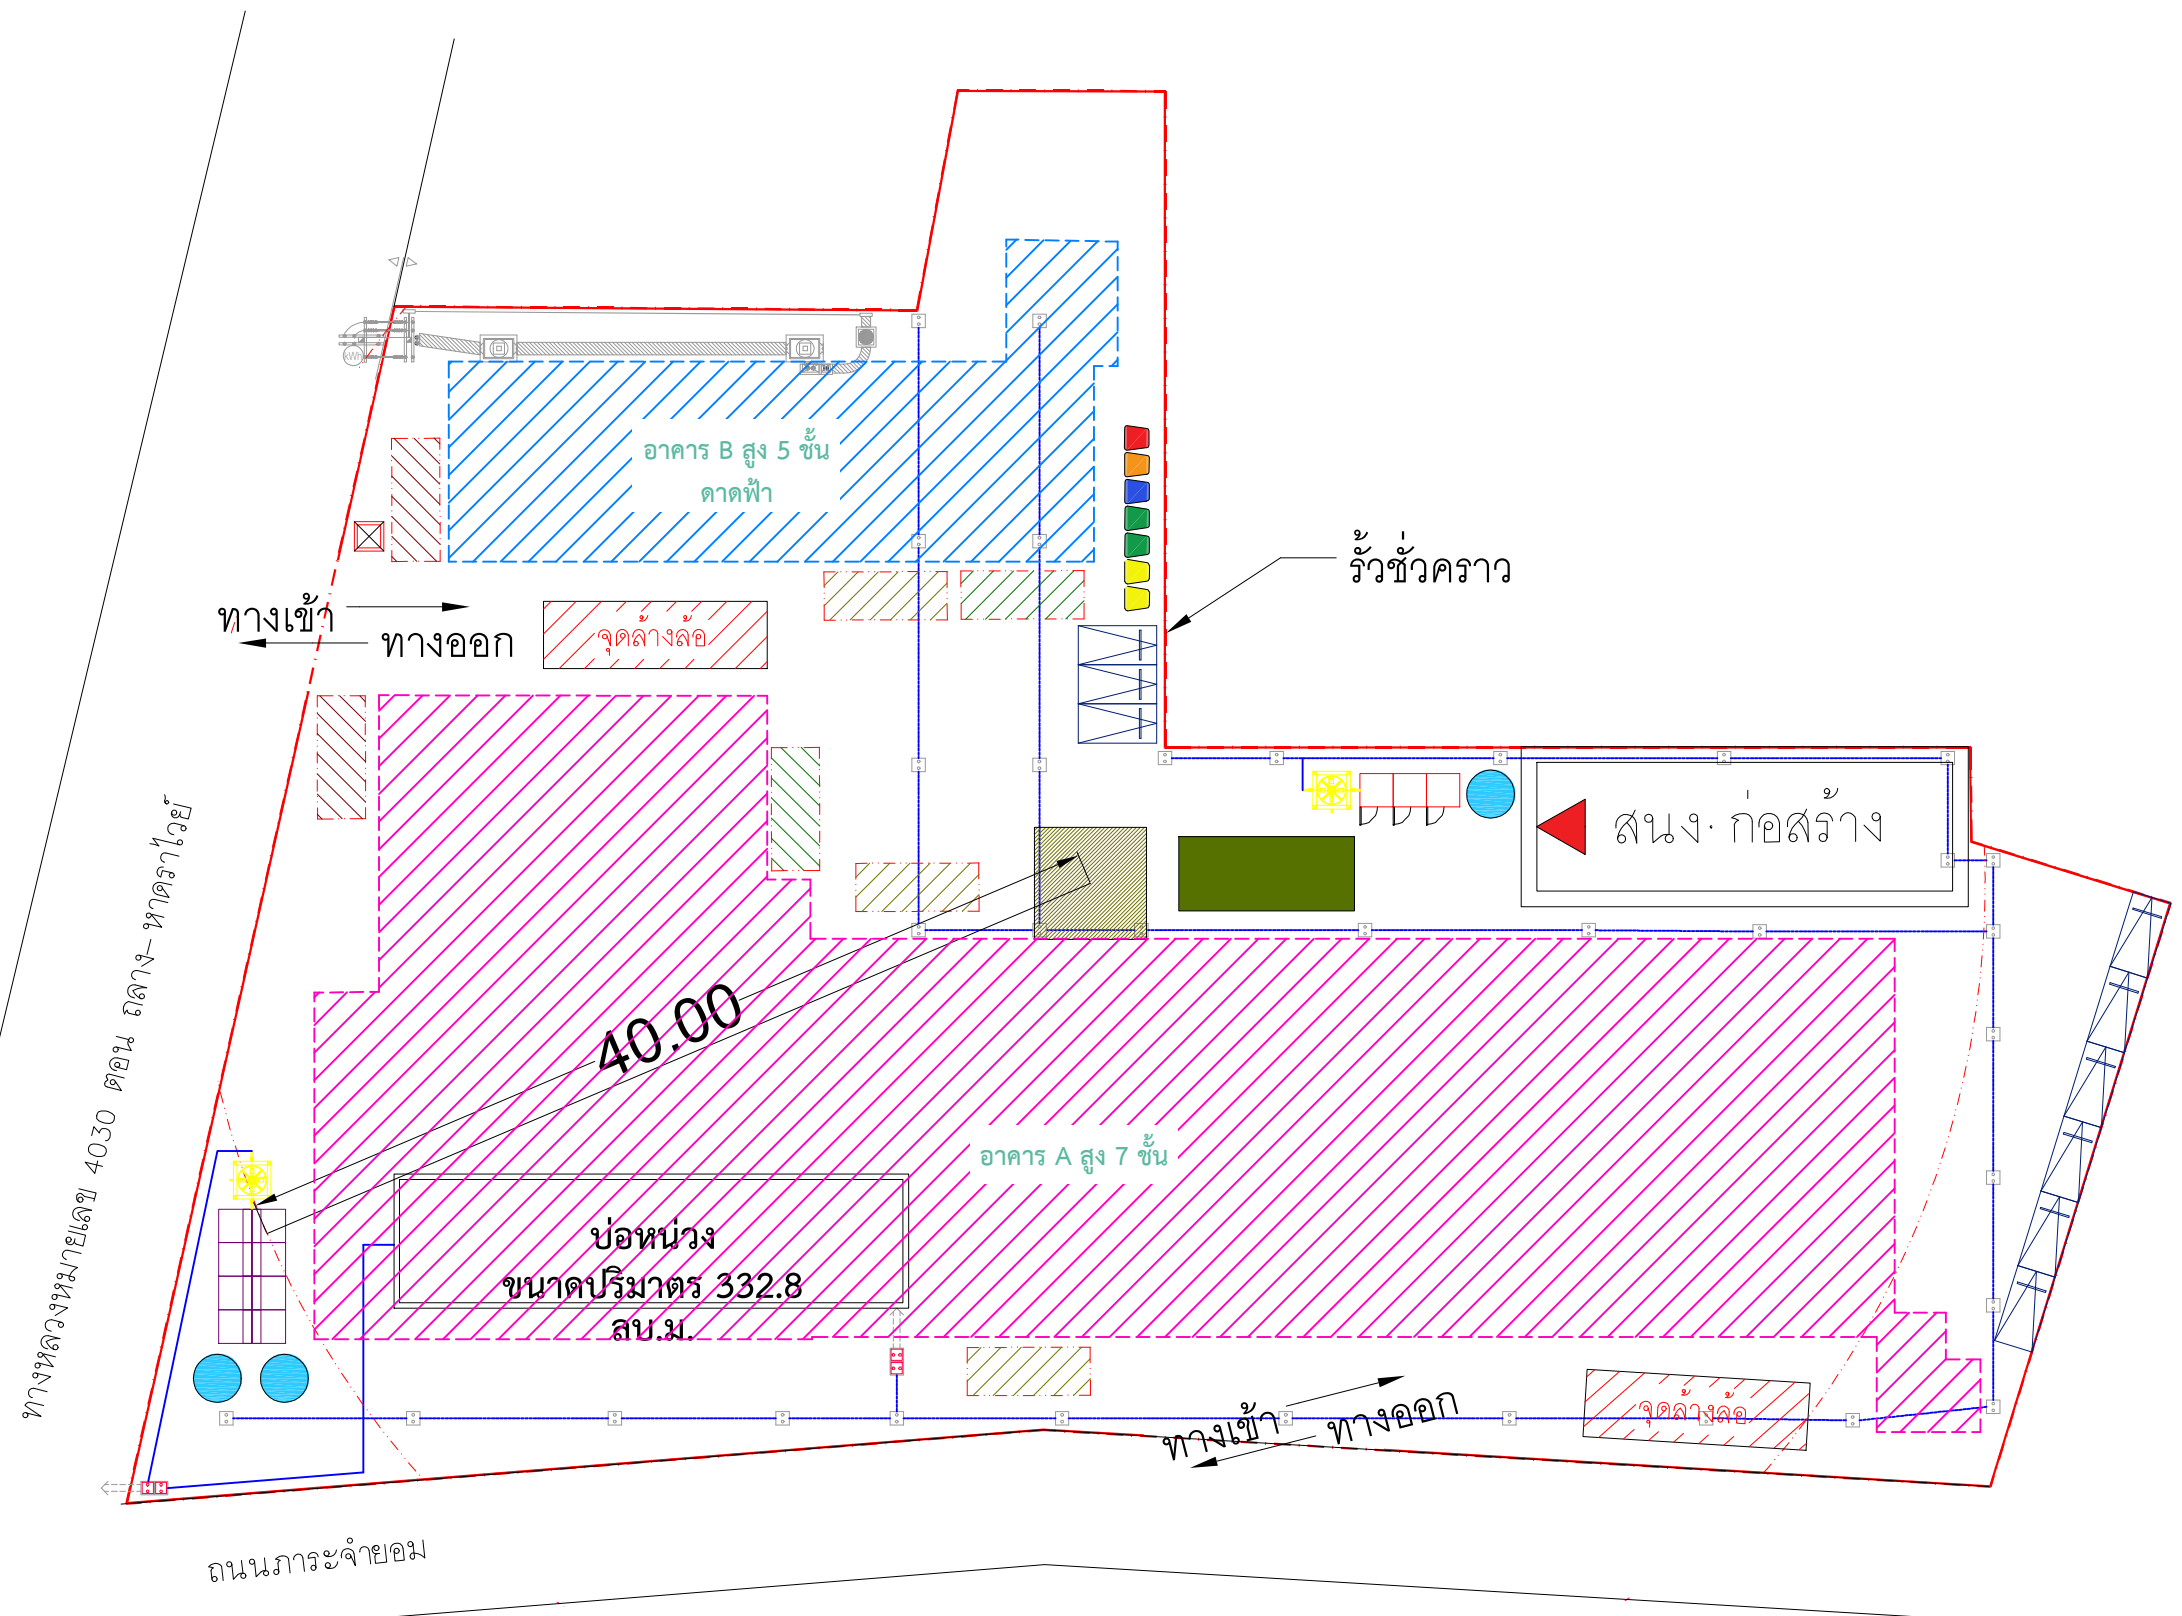 kWh
อาคาร B สูง 5 ชั้น
ดาดฟ้า
รั้วชั่วคราว
ทางเข้า
ทางออก
จุดล้างล้อ
สนง. ก่อสร้าง
ทางหลวงหมายเลข 4030 ตอน ถลาง-หาดราไวย์
40.00
อาคาร A สูง 7 ชั้น
บ่อหน่วง
ขนาดปริมาตร 332.8
ลบ.ม.
ทางเข้า
ทางออก
จุดล้างล้อ
ถนนภาระจำยอม